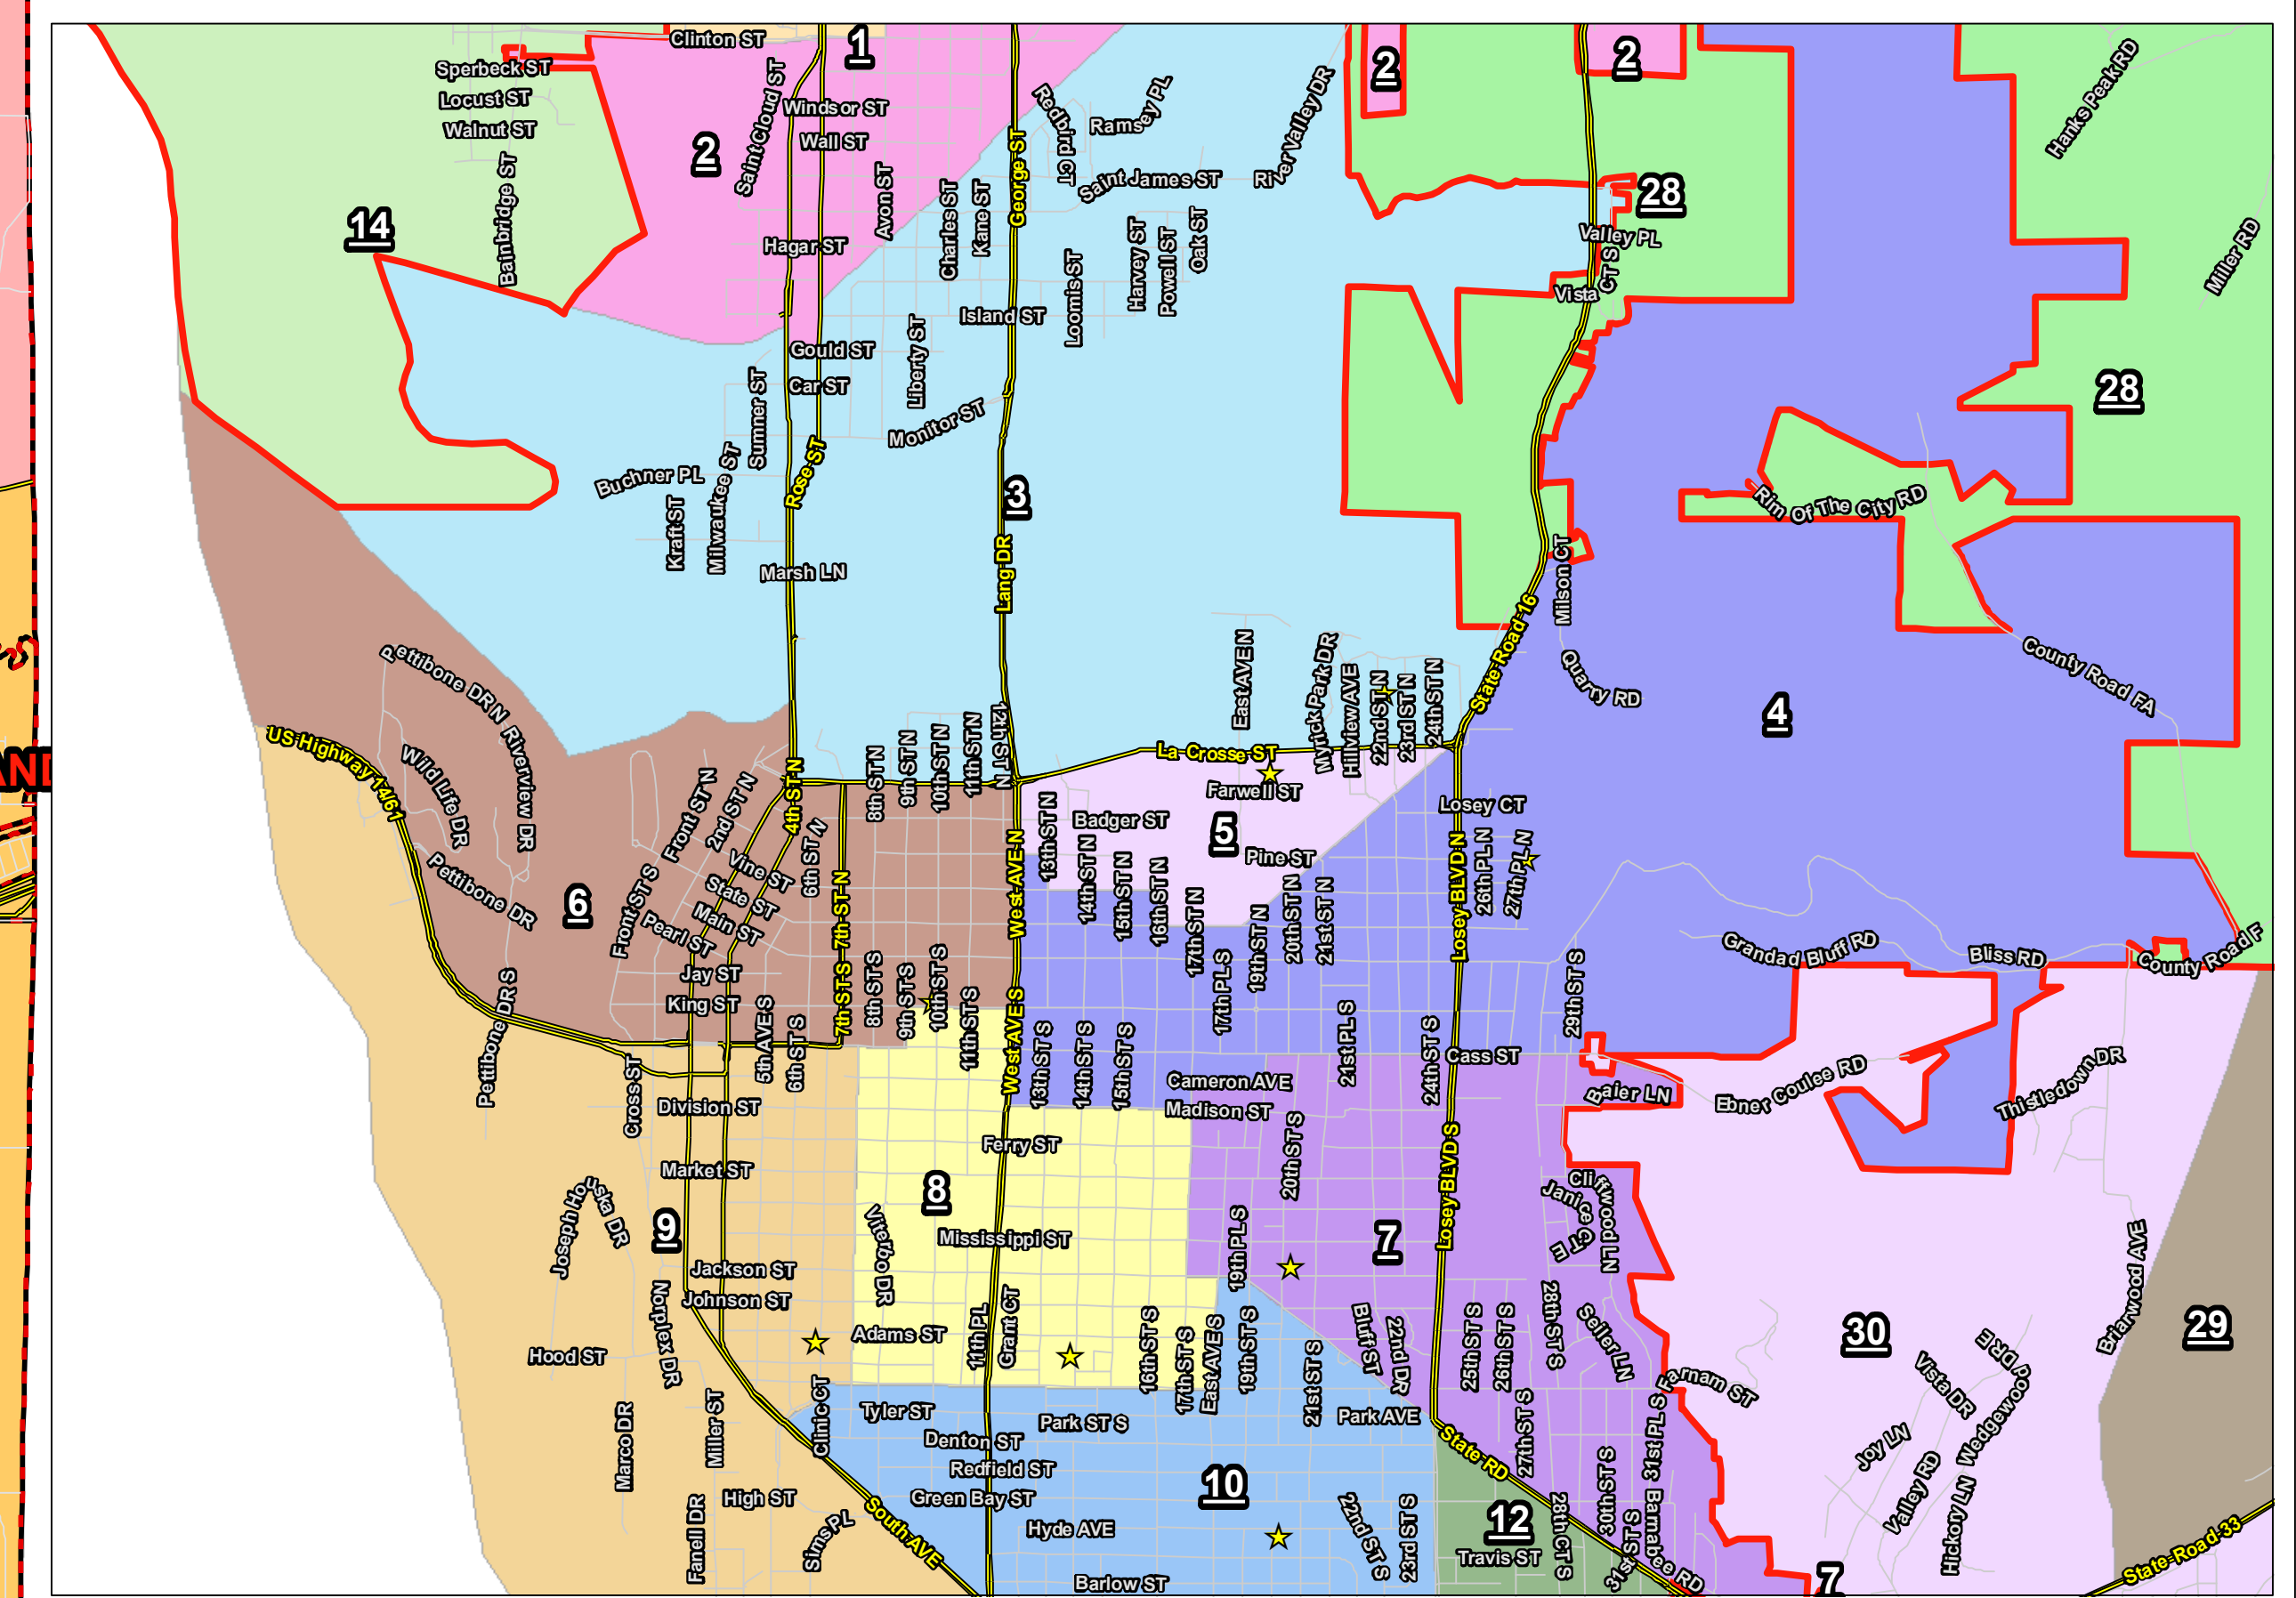 Clinton ST
1
2
2
Sperbeck ST
Locust ST
Walnut ST
Bainbridge ST
14
2
Saint Cloud ST
Windsor ST
Wall ST
Avon ST
Hagar ST
Charles ST
Kane ST
George ST
Redbird CT
Ramsey PL
Saint James ST
River Valley DR
Harvey ST
Powell ST
Oak ST
Loomis ST
Island ST
Liberty ST
Gould ST
Car ST
Sumner ST
Monitor ST
Rose ST
Buchner PL
Kraft ST
Milwaukee ST
Marsh LN
3
Lang DR
28
Valley PL
Vista CT S
Hanks Peak RD
Miller RD
28
Rim Of The City RD
Milson CT
State Road 16
Quarry RD
County Road FA
4
Pettibone DR N
Riverview DR
Wild Life DR
US Highway 14/61
Pettibone DR
Pettibone DR S
6
Front ST N
2nd ST N
4th ST N
Front ST S
Vine ST
State ST
Main ST
Pearl ST
Jay ST
King ST
6th ST N
7th ST N
7th ST S
8th ST N
9th ST N
10th ST N
11th ST N
12th ST N
8th ST S
9th ST S
10th ST S
11th ST S
5th AVE S
6th ST S
East AVE N
Myrick Park DR
Hillview AVE
22nd ST N
23rd ST N
24th ST N
La Crosse ST
Farwell ST
Badger ST
5
Pine ST
West AVE N
West AVE S
13th ST N
14th ST N
15th ST N
16th ST N
17th ST N
17th PL S
19th ST N
20th ST N
21st ST N
Losey CT
Losey BLVD N
26th PL N
27th PL N
Grandad Bluff RD
Bliss RD
County Road F
29th ST S
13th ST S
14th ST S
15th ST S
21st PL S
24th ST S
Cass ST
Cameron AVE
Madison ST
Baier LN
Ebner Coulee RD
Thistledown DR
Cross ST
Division ST
Market ST
Ferry ST
20th ST S
Losey BLVD S
Joseph Houska DR
9
8
Viterbo DR
Mississippi ST
19th PL S
7
Cliffwood LN
Janice CT E
Jackson ST
Johnson ST
Norplex DR
Adams ST
11th PL
Grant CT
16th ST S
17th ST S
East AVE S
19th ST S
21st ST S
Bluff ST
22nd DR
25th ST S
26th ST S
28th ST S
Seiler LN
Farnam ST
30
29
Briarwood AVE
Hood ST
Marco DR
Miller ST
Clinic CT
Tyler ST
Park ST S
Park AVE
Denton ST
Redfield ST
Green Bay ST
Hyde AVE
Barlow ST
10
High ST
Fanell DR
Sims PL
South AVE
22nd ST S
23rd ST S
State RD
27th ST S
12
Travis ST
28th CT S
30th ST S
31st ST S
31st PL S
Barnabee RD
7
Joy LN
Vista DR
Wedgewood DR E
Valley RD
Hickory LN
State Road 33